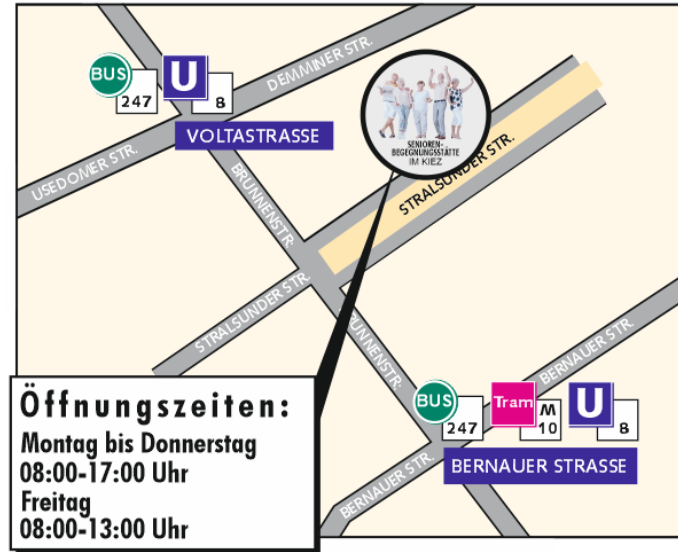 DEMMINER STR.
BUS
247
U
8
VOLTASTRASSE
USEDOMER STR.
BRUNNENSTR.
SENIOREN-
BEGEGNUNGSSTÄTTE
IM KIEZ
STRALSUNDER STR.
STRALSUNDER STR.
BRUNNENSTR.
BERNAUER STR.
BUS
247
Tram
M
10
U
8
BERNAUER STRASSE
BERNAUER STR.
Öffnungszeiten:
Montag bis Donnerstag
08:00-17:00 Uhr
Freitag
08:00-13:00 Uhr